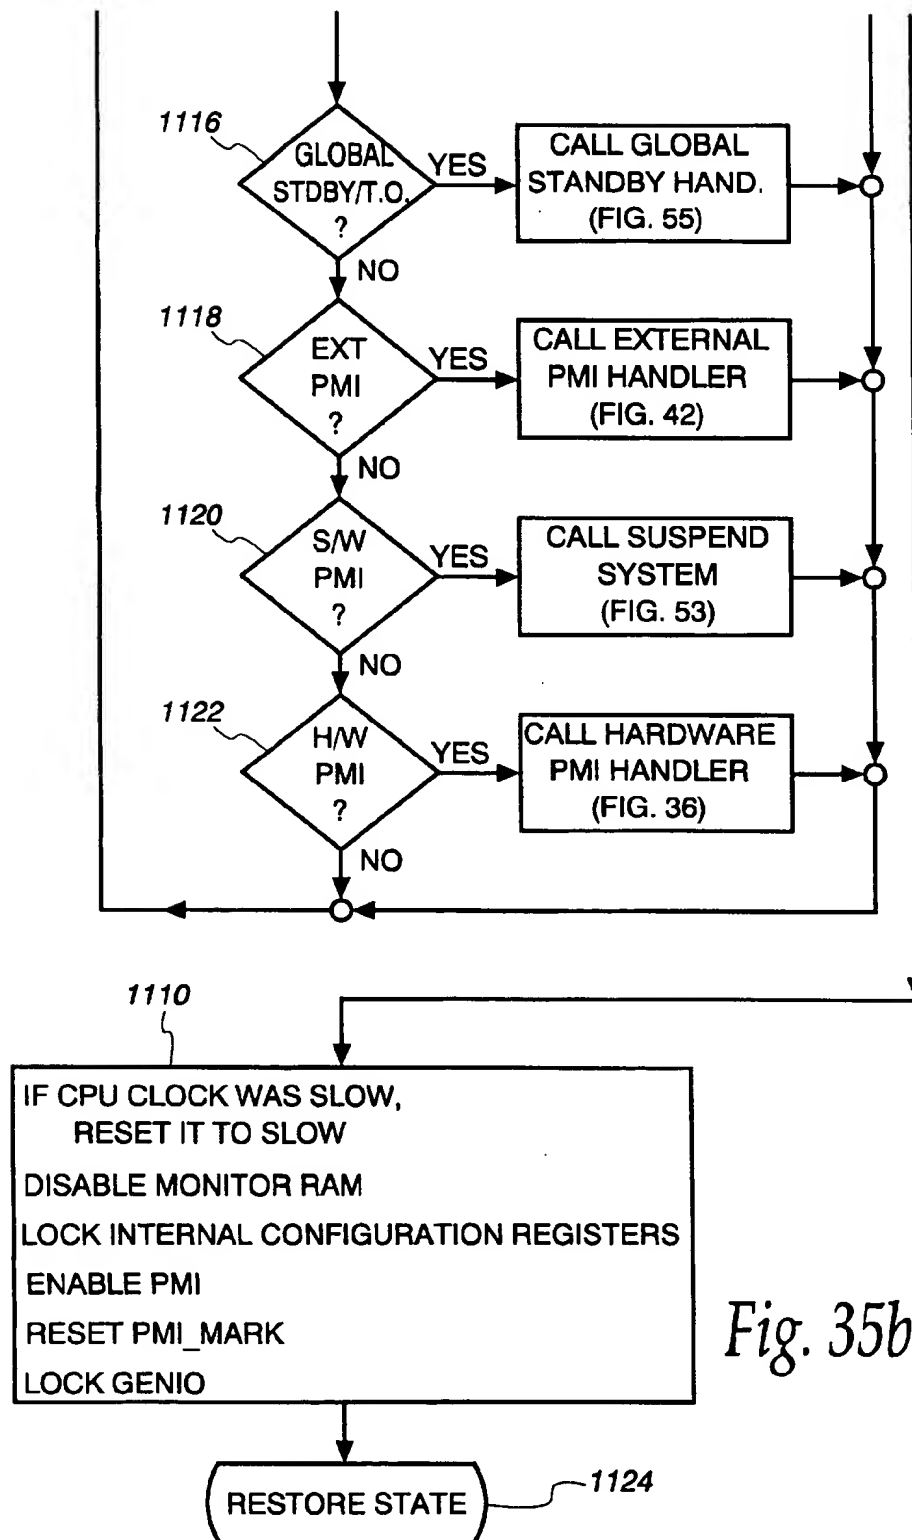 1116
GLOBAL
STDBY/T.O.
?
YES
CALL GLOBAL
STANDBY HAND.
(FIG. 55)
NO
1118
EXT
PMI
?
YES
CALL EXTERNAL
PMI HANDLER
(FIG. 42)
NO
1120
S/W
PMI
?
YES
CALL SUSPEND
SYSTEM
(FIG. 53)
NO
1122
H/W
PMI
?
YES
CALL HARDWARE
PMI HANDLER
(FIG. 36)
NO
1110
IF CPU CLOCK WAS SLOW,
RESET IT TO SLOW
DISABLE MONITOR RAM
LOCK INTERNAL CONFIGURATION REGISTERS
ENABLE PMI
RESET PMI_MARK
LOCK GENIO
Fig. 35b
RESTORE STATE
1124